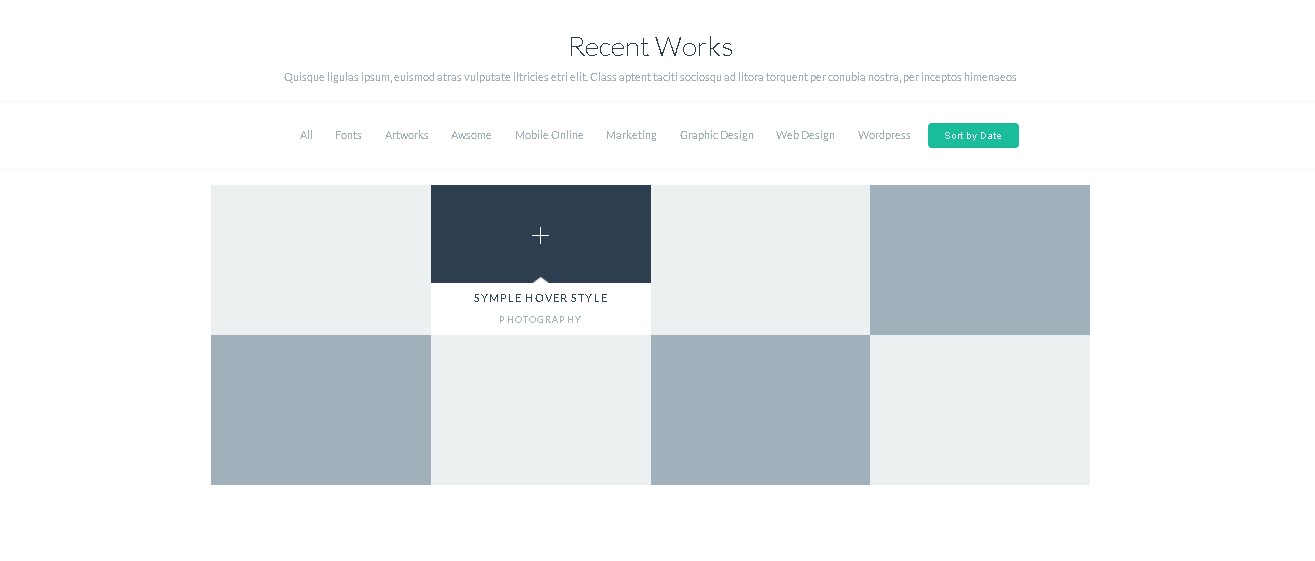 Recent Works
Quisque ligulas ipsum, euismod atras vulputate iltricies etri elit. Class aptent taciti sociosqu ad litora torquent per conubia nostra, per inceptos himenaeos
All Fonts Artworks Awsome Mobile Online Marketing Graphic Design Web Design Wordpress Sort by Date
SYMPLE HOVER STYLE
PHOTOGRAPHY